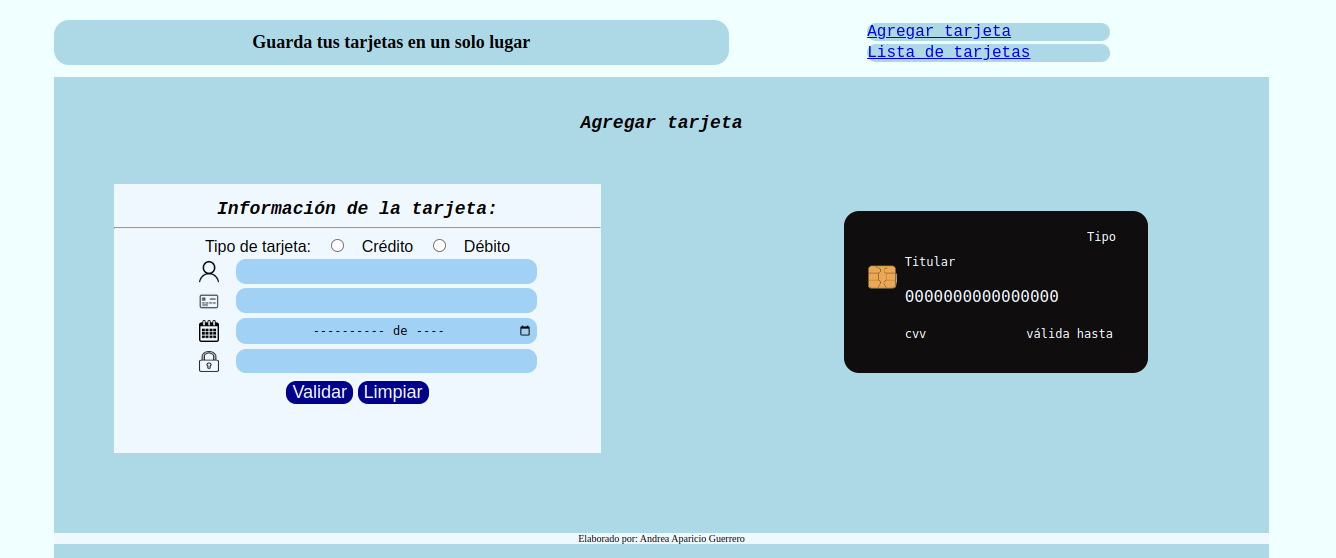 Guarda tus tarjetas en un solo lugar
Agregar tarjeta
Lista de tarjetas
Agregar tarjeta
Información de la tarjeta:
Tipo de tarjeta: Crédito Débito
---------- de ----
Validar Limpiar
Tipo
Titular
0000000000000000
cvv válida hasta
Elaborado por: Andrea Aparicio Guerrero